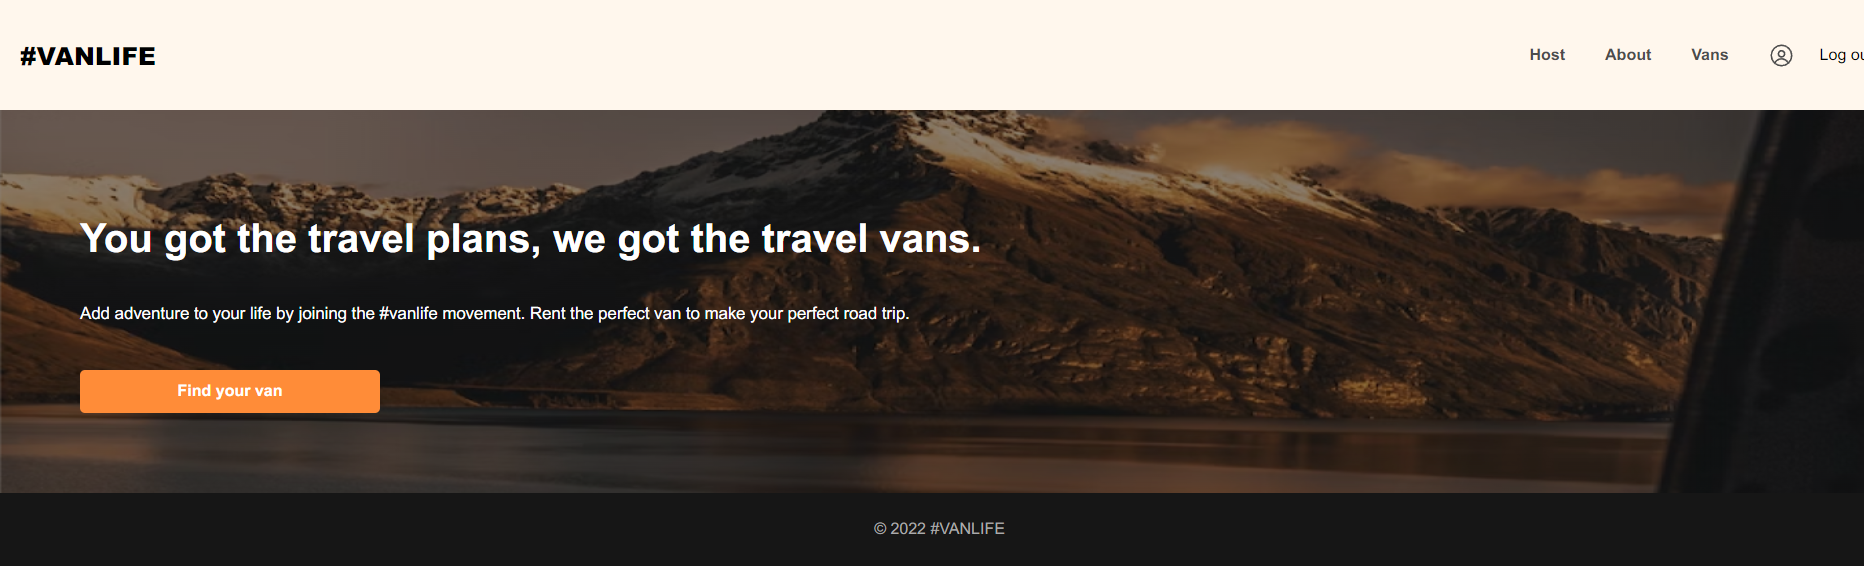 #VANLIFE
Host About Vans Log ou
You got the travel plans, we got the travel vans.
Add adventure to your life by joining the #vanlife movement. Rent the perfect van to make your perfect road trip.
Find your van
© 2022 #VANLIFE